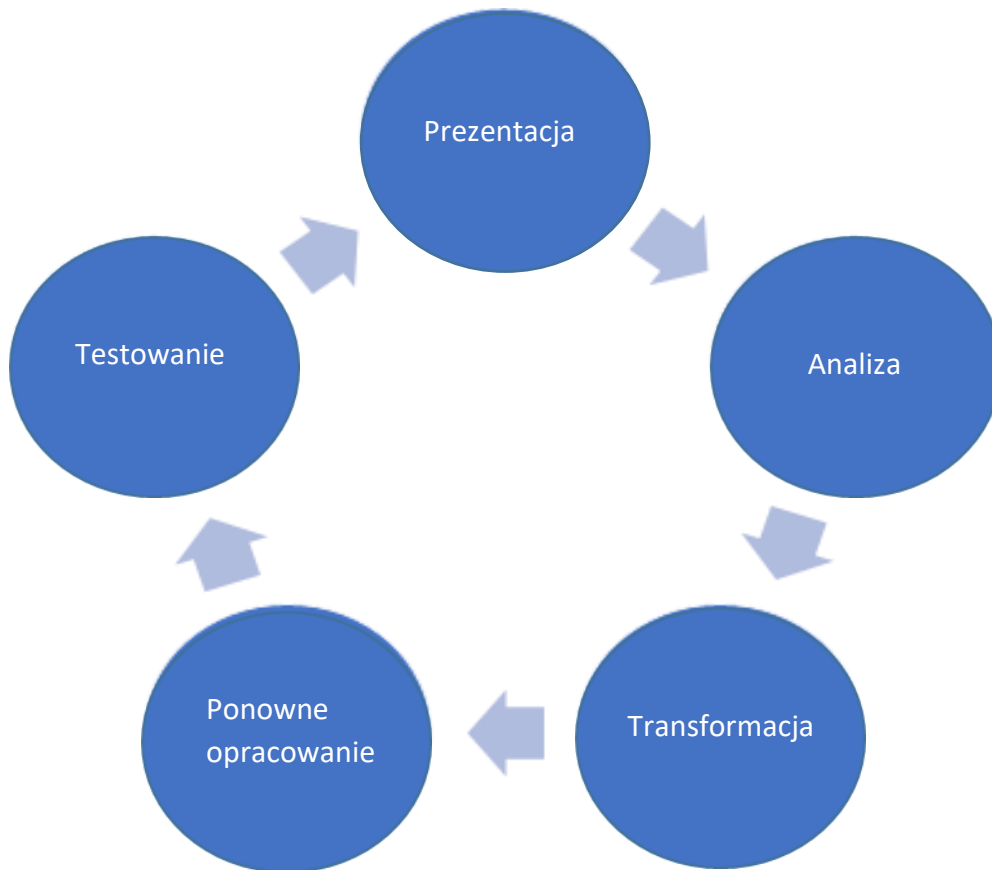 Prezentacja
Analiza
Transformacja
Ponowne
opracowanie
Testowanie